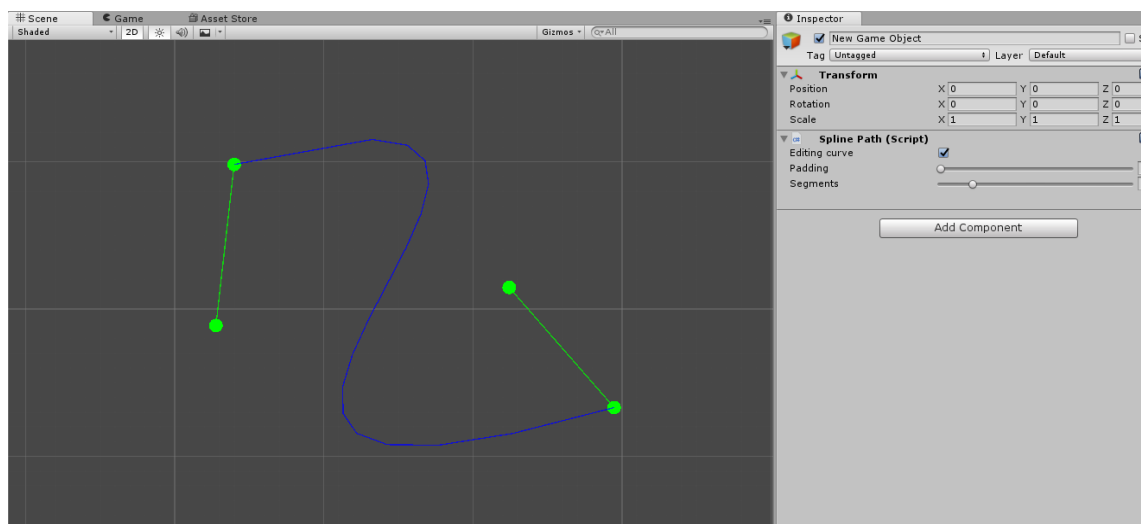 Scene Game Asset Store
Shaded 2D Gizmos All
Inspector
New Game Object S
Tag Untagged Layer Default
Transform
Position X 0 Y 0 Z 0
Rotation X 0 Y 0 Z 0
Scale X 1 Y 1 Z 1
Spline Path (Script)
Editing curve
Padding
Segments
Add Component